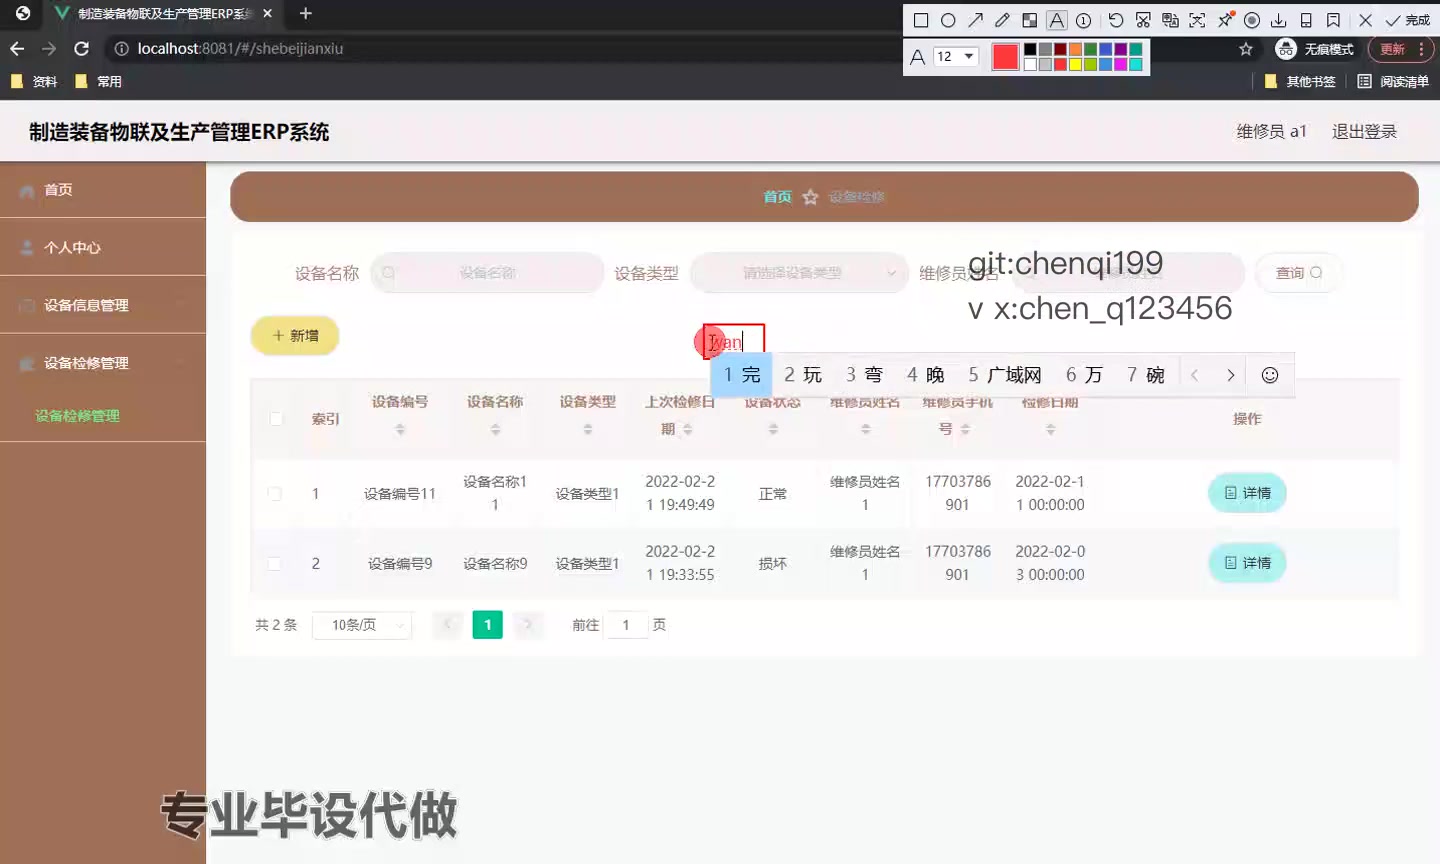 制造装备物联及生产管理ERP系统
localhost:8081/#/shebeijianxiu
12
完成
无痕模式
更新
资料
常用
其他书签
阅读清单
制造装备物联及生产管理ERP系统
维修员 a1
退出登录
首页
个人中心
设备信息管理
设备检修管理
设备检修管理
首页
设备检修
设备名称
设备名称
设备类型
请选择设备类型
维修员姓名
查询
git:chenqi199
v x:chen_q123456
新增
wan
1 完 2 玩 3 弯 4 晚 5 广域网 6 万 7 碗
索引 设备编号 设备名称 设备类型 上次检修日期 设备状态 维修员姓名 维修员手机号 检修日期 操作
1 设备编号11 设备名称11 设备类型1 2022-02-21 19:49:49 正常 维修员姓名1 17703786901 2022-02-11 00:00:00 详情
2 设备编号9 设备名称9 设备类型1 2022-02-21 19:33:55 损坏 维修员姓名1 17703786901 2022-02-03 00:00:00 详情
共 2 条 10条/页 1 前往 1 页
专业毕设代做